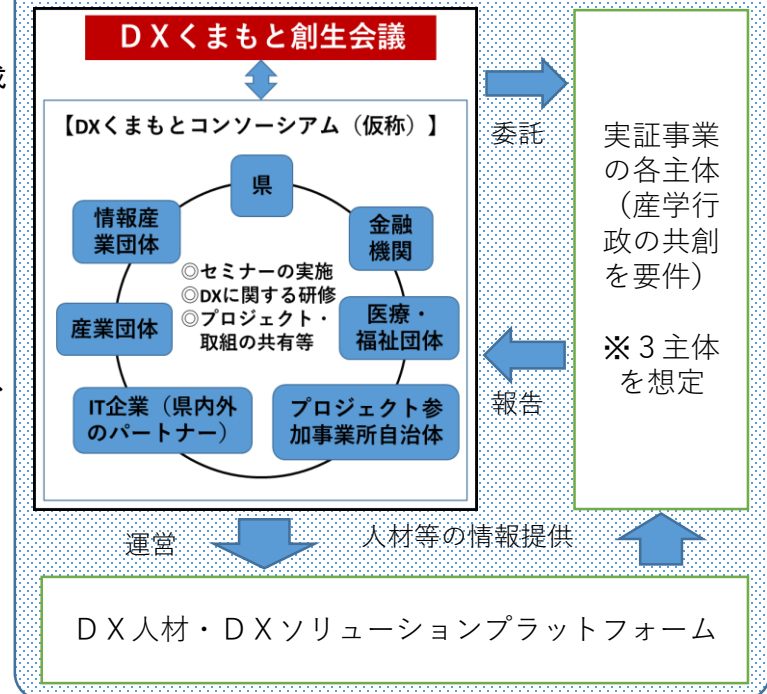 DXくまもと創生会議
【DXくまもとコンソーシアム（仮称）】
県
情報産
業団体
金融
機関
◎セミナーの実施
◎DXに関する研修
◎プロジェクト・
取組の共有等
産業団体
医療・
福祉団体
IT企業（県内外
のパートナー）
プロジェクト参
加事業所自治体
委託
報告
実証事業
の各主体
（産学行
政の共創
を要件）
※３主体
を想定
運営
人材等の情報提供
ＤＸ人材・ＤＸソリューションプラットフォーム